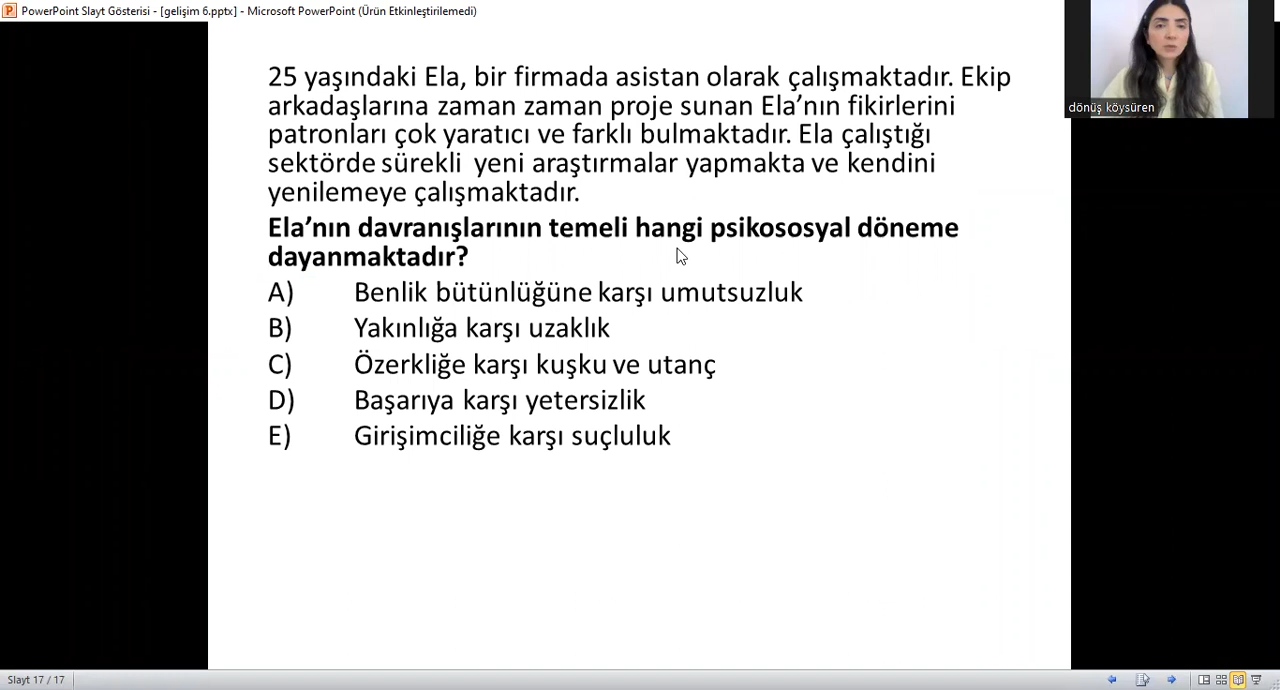 PowerPoint Slayt Gösterisi - [gelişim 6.pptx] - Microsoft PowerPoint (Ürün Etkinleştirilemedi)
dönüş köysüren
25 yaşındaki Ela, bir firmada asistan olarak çalışmaktadır. Ekip
arkadaşlarına zaman zaman proje sunan Ela’nın fikirlerini
patronları çok yaratıcı ve farklı bulmaktadır. Ela çalıştığı
sektörde sürekli yeni araştırmalar yapmakta ve kendini
yenilemeye çalışmaktadır.
Ela’nın davranışlarının temeli hangi psikososyal döneme
dayanmaktadır?
A) Benlik bütünlüğüne karşı umutsuzluk
B) Yakınlığa karşı uzaklık
C) Özerkliğe karşı kuşku ve utanç
D) Başarıya karşı yetersizlik
E) Girişimciliğe karşı suçluluk
Slayt 17 / 17